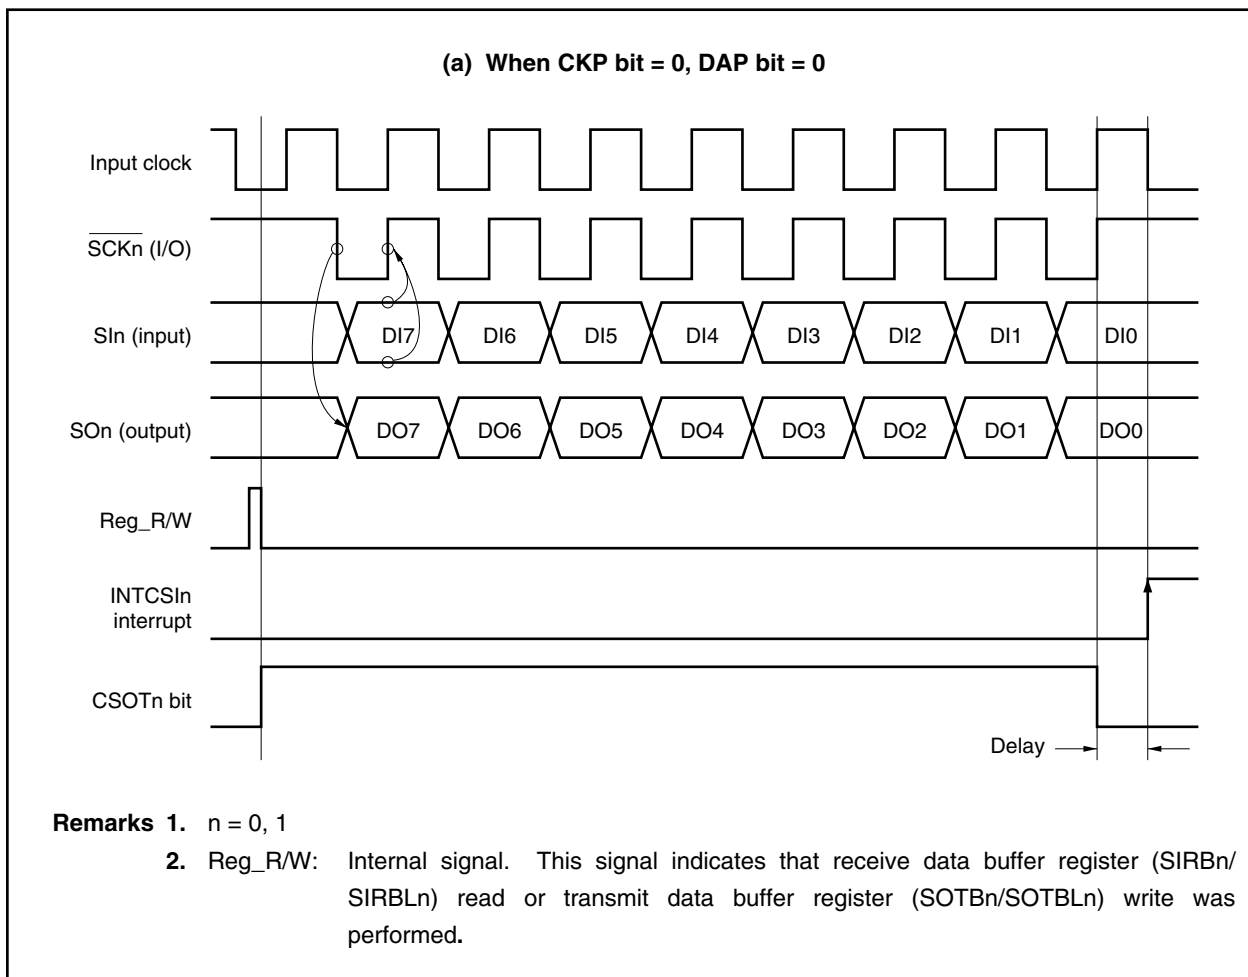 (a) When CKP bit = 0, DAP bit = 0
Input clock
SCKn (I/O)
SIn (input)
DI7 DI6 DI5 DI4 DI3 DI2 DI1 DI0
SOn (output)
DO7 DO6 DO5 DO4 DO3 DO2 DO1 DO0
Reg_R/W
INTCSIn
interrupt
CSOTn bit
Delay
Remarks 1. n = 0, 1
2. Reg_R/W: Internal signal. This signal indicates that receive data buffer register (SIRBn/
SIRBLn) read or transmit data buffer register (SOTBn/SOTBLn) write was
performed.